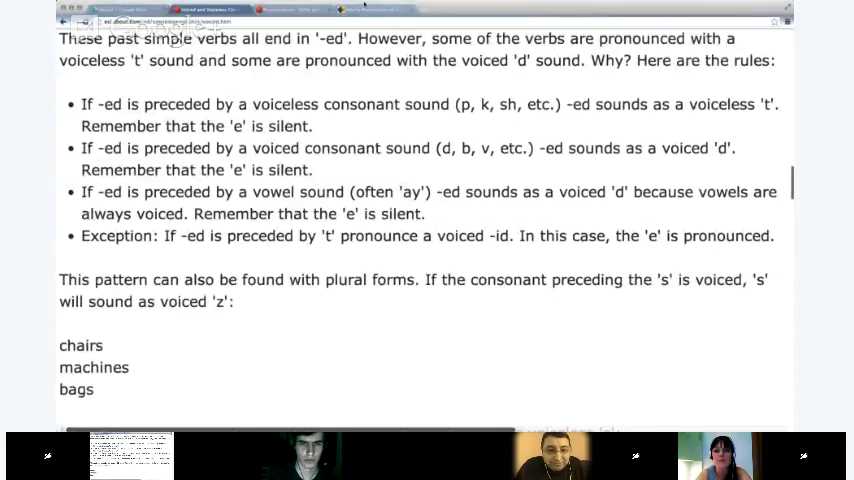 Voiced and Voiceless Co...
Google+
These past simple verbs all end in '-ed'. However, some of the verbs are pronounced with a
voiceless 't' sound and some are pronounced with the voiced 'd' sound. Why? Here are the rules:
• If -ed is preceded by a voiceless consonant sound (p, k, sh, etc.) -ed sounds as a voiceless 't'.
Remember that the 'e' is silent.
• If -ed is preceded by a voiced consonant sound (d, b, v, etc.) -ed sounds as a voiced 'd'.
Remember that the 'e' is silent.
• If -ed is preceded by a vowel sound (often 'ay') -ed sounds as a voiced 'd' because vowels are
always voiced. Remember that the 'e' is silent.
• Exception: If -ed is preceded by 't' pronounce a voiced -id. In this case, the 'e' is pronounced.
This pattern can also be found with plural forms. If the consonant preceding the 's' is voiced, 's'
will sound as voiced 'z':
chairs
machines
bags